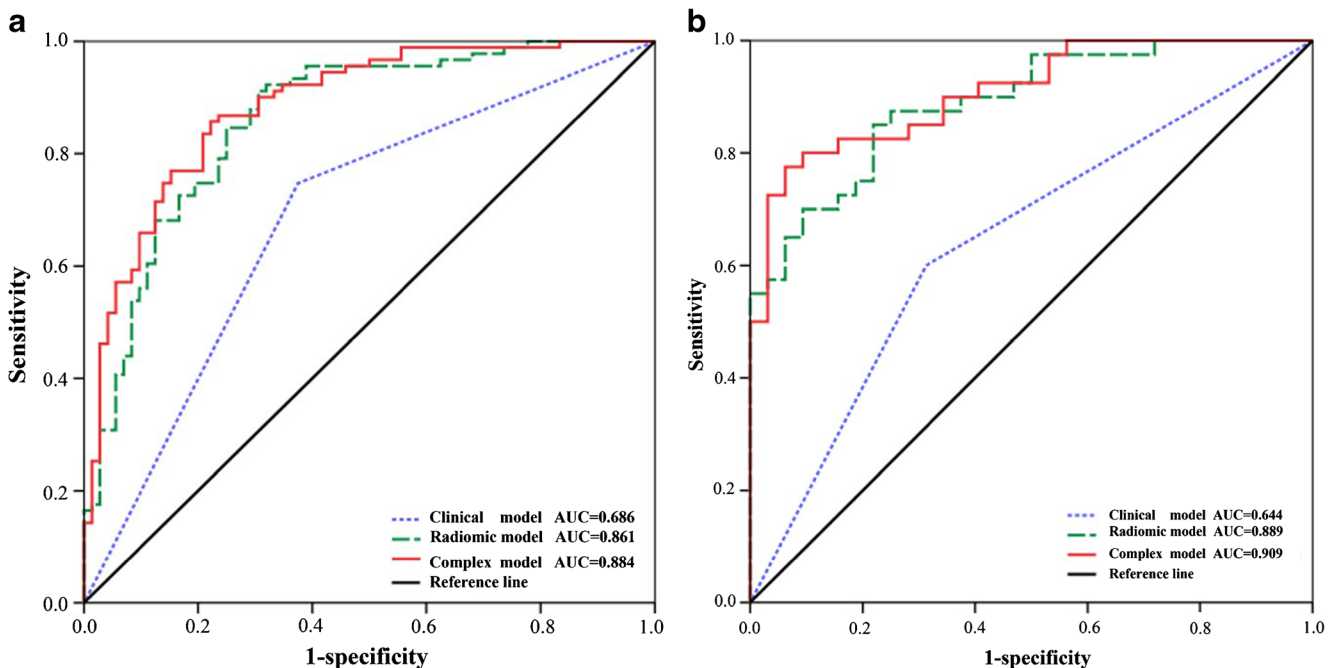 a
1.0
0.8
0.6
0.4
0.2
0.0
Sensitivity
Clinical model AUC=0.686
Radiomic model AUC=0.861
Complex model AUC=0.884
Reference line
0.0 0.2 0.4 0.6 0.8 1.0
1-specificity
b
1.0
0.8
0.6
0.4
0.2
0.0
Sensitivity
Clinical model AUC=0.644
Radiomic model AUC=0.889
Complex model AUC=0.909
Reference line
0.0 0.2 0.4 0.6 0.8 1.0
1-specificity